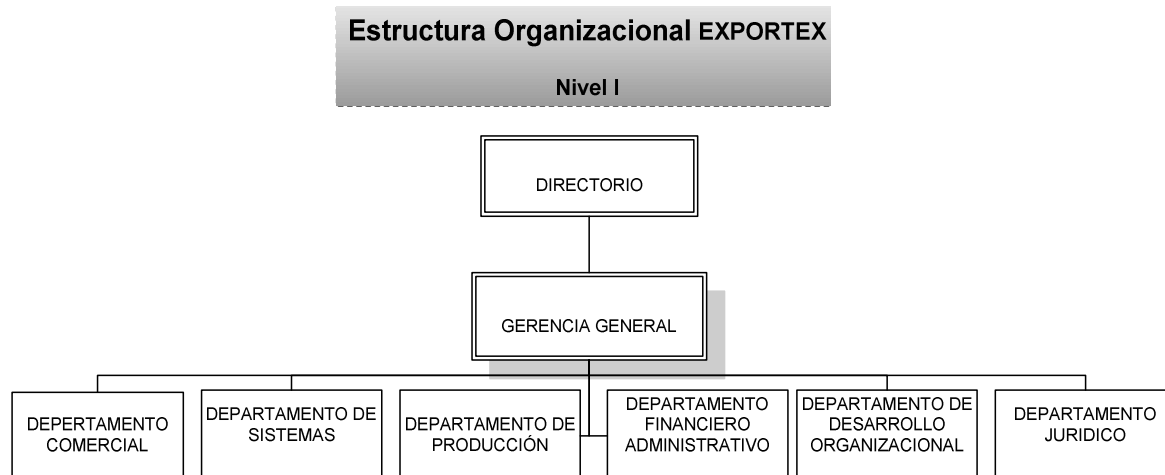 Estructura Organizacional EXPORTEX
Nivel I
DIRECTORIO
GERENCIA GENERAL
DEPERTAMENTO
COMERCIAL
DEPARTAMENTO DE
SISTEMAS
DEPARTAMENTO DE
PRODUCCIÓN
DEPARTAMENTO
FINANCIERO
ADMINISTRATIVO
DEPARTAMENTO DE
DESARROLLO
ORGANIZACIONAL
DEPARTAMENTO
JURIDICO